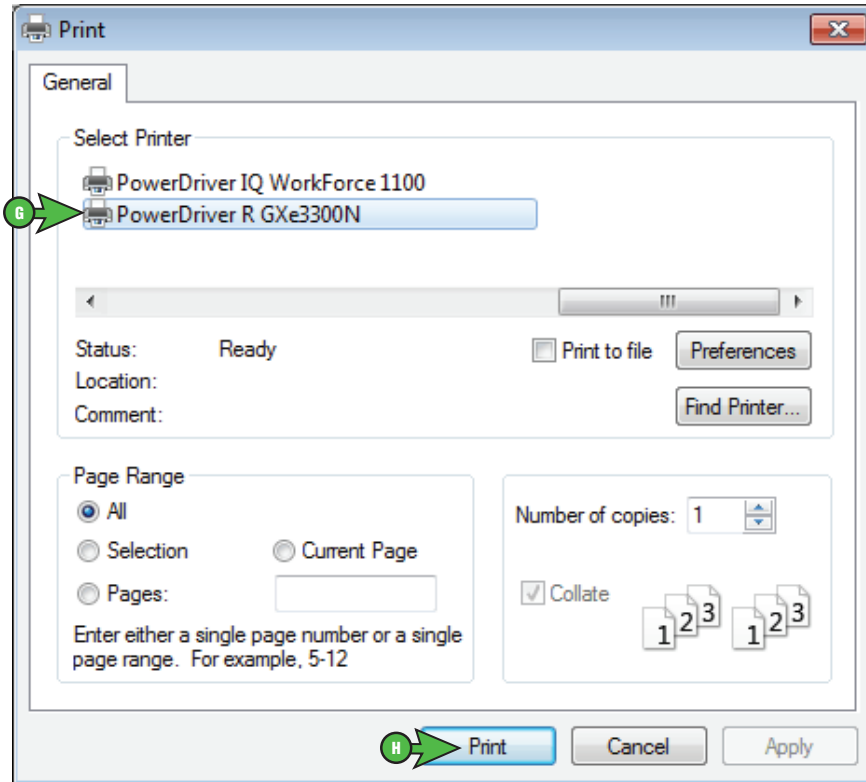 Print
General
Select Printer
PowerDriver IQ WorkForce 1100
G
PowerDriver R GXe3300N
Status: Ready
Print to file
Preferences
Location:
Comment:
Find Printer...
Page Range
All
Selection
Current Page
Pages:
Enter either a single page number or a single
page range. For example, 5-12
Number of copies: 1
Collate
1 2 3 1 2 3
H
Print
Cancel
Apply